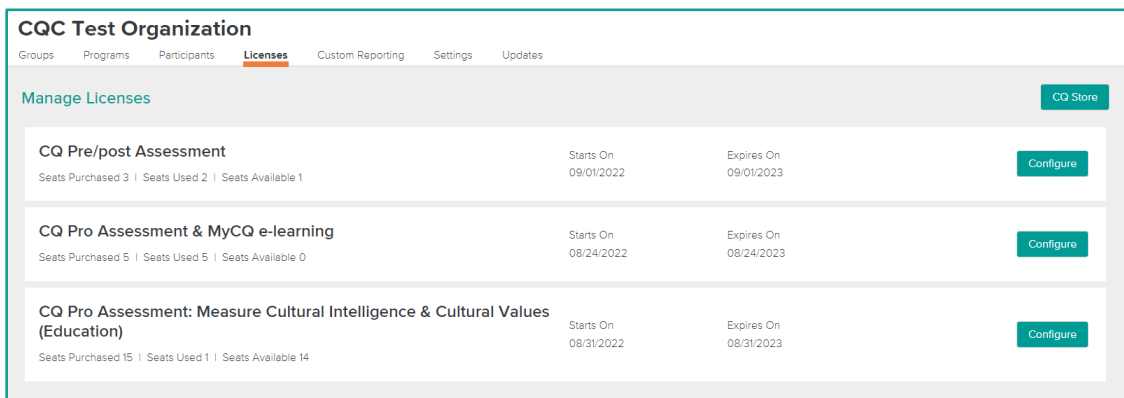 CQC Test Organization
Groups Programs Participants Licenses Custom Reporting Settings Updates
Manage Licenses
CQ Store
CQ Pre/post Assessment
Seats Purchased 3 | Seats Used 2 | Seats Available 1
Starts On
09/01/2022
Expires On
09/01/2023
Configure
CQ Pro Assessment & MyCQ e-learning
Seats Purchased 5 | Seats Used 5 | Seats Available 0
Starts On
08/24/2022
Expires On
08/24/2023
Configure
CQ Pro Assessment: Measure Cultural Intelligence & Cultural Values
(Education)
Seats Purchased 15 | Seats Used 1 | Seats Available 14
Starts On
08/31/2022
Expires On
08/31/2023
Configure